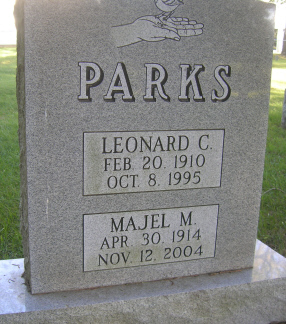 PARKS
LEONARD C.
FEB. 20. 1910
OCT. 8. 1995
MAJEL M.
APR. 30. 1914
NOV. 12. 2004